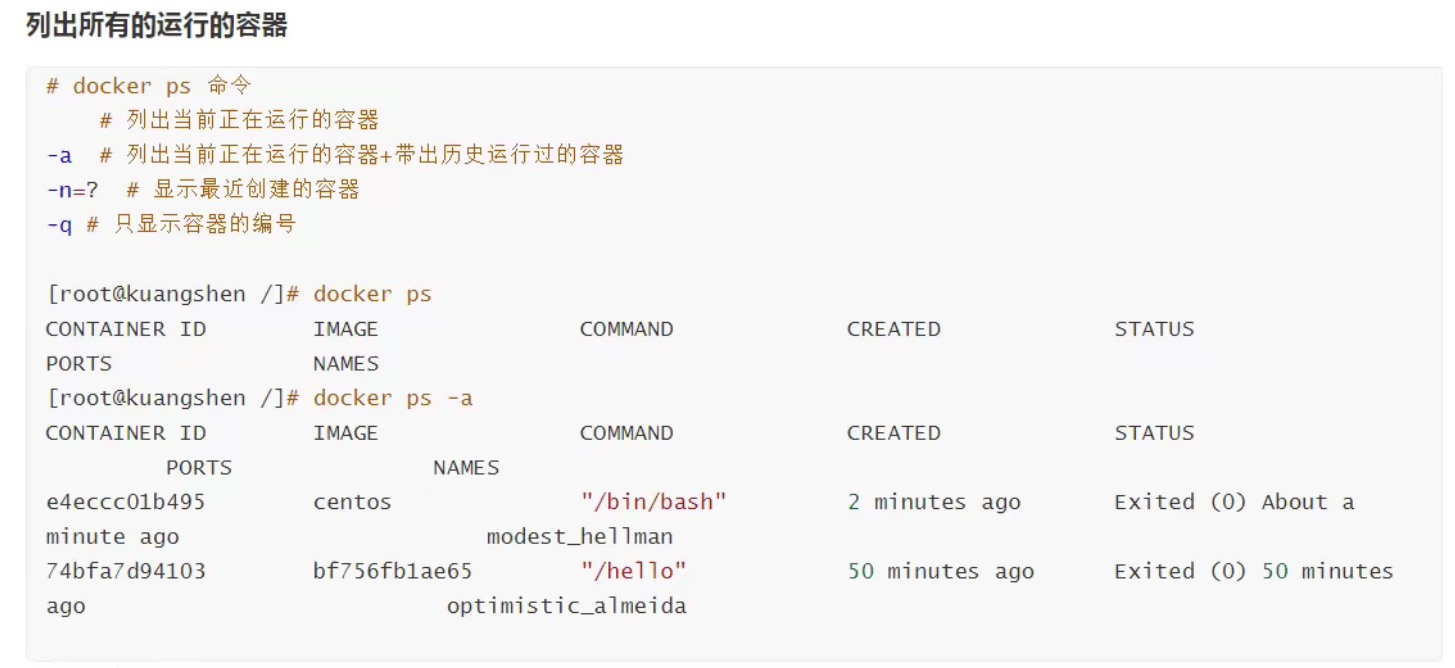 列出所有的运行的容器
# docker ps 命令
# 列出当前正在运行的容器
-a # 列出当前正在运行的容器+带出历史运行过的容器
-n=? # 显示最近创建的容器
-q # 只显示容器的编号
[root@kuangshen /]# docker ps
CONTAINER ID IMAGE COMMAND CREATED STATUS
PORTS NAMES
[root@kuangshen /]# docker ps -a
CONTAINER ID IMAGE COMMAND CREATED STATUS
PORTS NAMES
e4eccc01b495 centos "/bin/bash" 2 minutes ago Exited (0) About a
minute ago modest_hellman
74bfa7d94103 bf756fb1ae65 "/hello" 50 minutes ago Exited (0) 50 minutes
ago optimistic_almeida